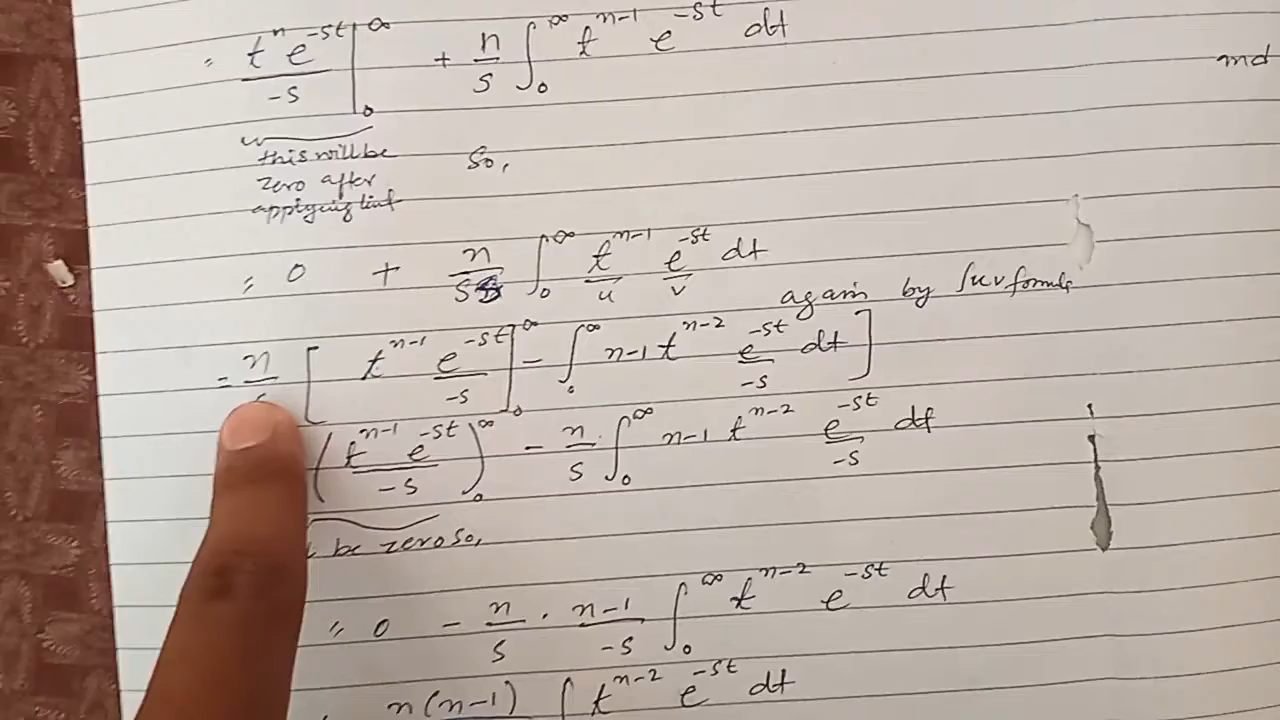 = t^n e^-st / -s |_0^∞ + n/s ∫_0^∞ t^n-1 e^-st dt
this will be
zero after
applying limt
So,
= 0 + n/s ∫_0^∞ t^n-1 / u e^-st / v dt
again by ∫uv formula
= n [ t^n-1 e^-st / -s ]_0^∞ - ∫_0^∞ n-1 t^n-2 e^-st / -s dt ]
( t^n-1 e^-st / -s )_0^∞ - n/s ∫_0^∞ n-1 t^n-2 e^-st / -s dt
be zero so,
= 0 - n/s . n-1 / -s ∫_0^∞ t^n-2 e^-st dt
n(n-1) ∫ t^n-2 e^-st dt